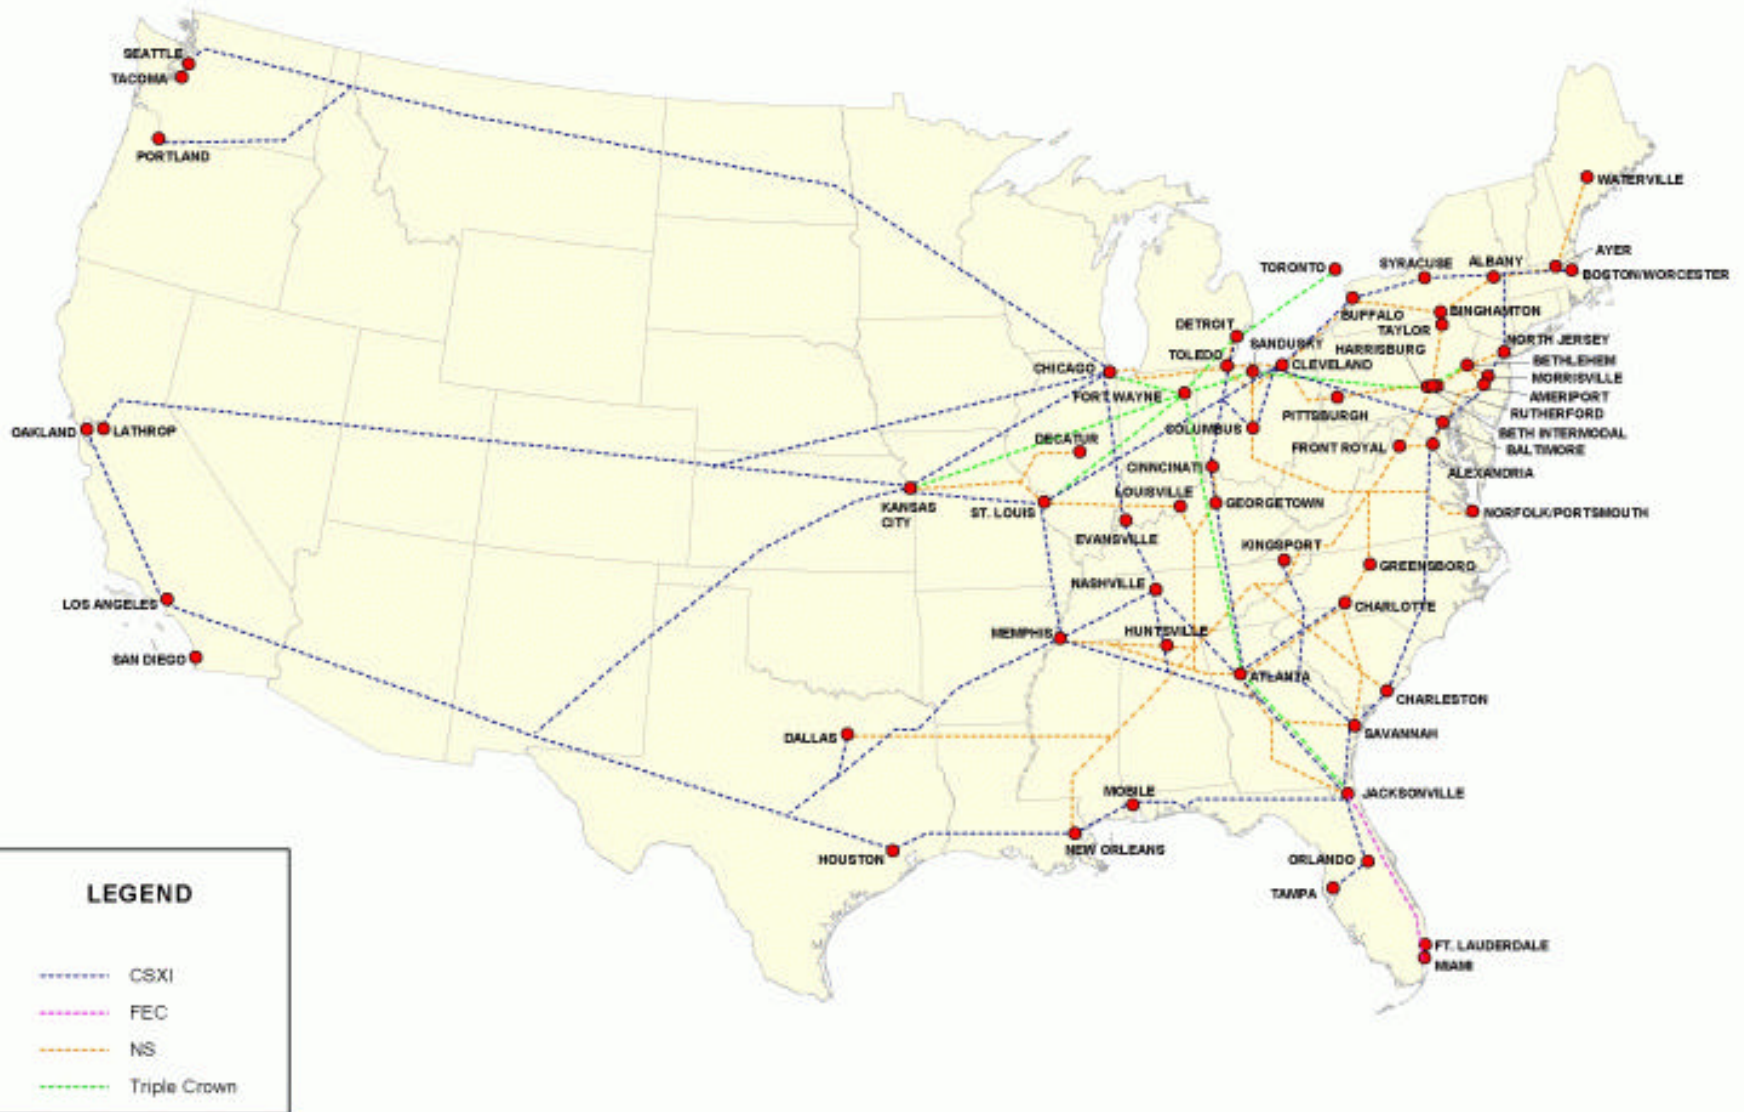 SEATTLE
TACOMA
PORTLAND
WATERVILLE
AYER
TORONTO
SYRACUSE
ALBANY
BOSTON/WORCESTER
BUFFALO
BINGHAMTON
DETROIT
TAYLOR
SANDUSKY
HARRISBURG
NORTH JERSEY
TOLEDO
CHICAGO
CLEVELAND
BETHLEHEM
MORRISVILLE
FORT WAYNE
AMERIPORT
PITTSBURGH
RUTHERFORD
OAKLAND
LATHROP
COLUMBUS
BETH INTERMODAL
DECATUR
FRONT ROYAL
BALTIMORE
CINNCINATI
ALEXANDRIA
LOUISVILLE
GEORGETOWN
KANSAS
CITY
ST. LOUIS
NORFOLK/PORTSMOUTH
EVANSVILLE
KINGSPORT
GREENSBORO
NASHVILLE
LOS ANGELES
CHARLOTTE
MEMPHIS
HUNTSVILLE
SAN DIEGO
ATLANTA
CHARLESTON
DALLAS
SAVANNAH
MOBILE
JACKSONVILLE
NEW ORLEANS
HOUSTON
ORLANDO
TAMPA
FT. LAUDERDALE
MIAMI
LEGEND
CSXI
FEC
NS
Triple Crown